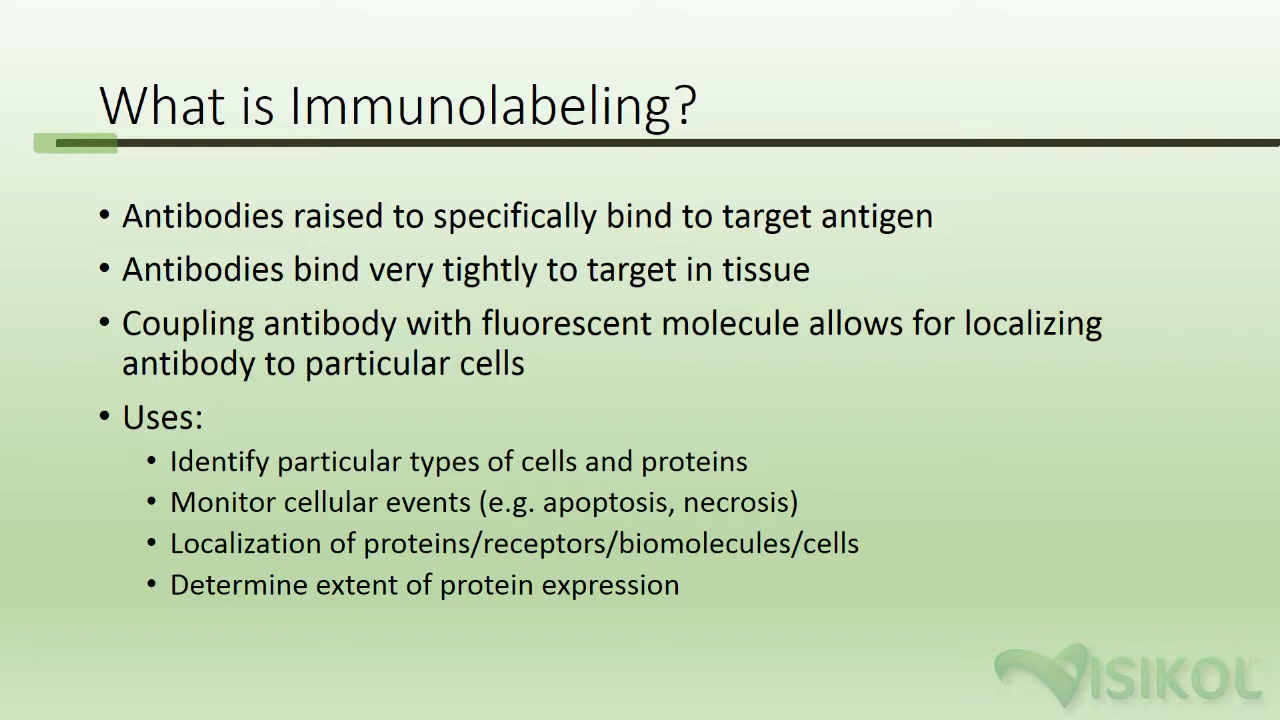 What is Immunolabeling?
• Antibodies raised to specifically bind to target antigen
• Antibodies bind very tightly to target in tissue
• Coupling antibody with fluorescent molecule allows for localizing
antibody to particular cells
• Uses:
• Identify particular types of cells and proteins
• Monitor cellular events (e.g. apoptosis, necrosis)
• Localization of proteins/receptors/biomolecules/cells
• Determine extent of protein expression
VISIKOL